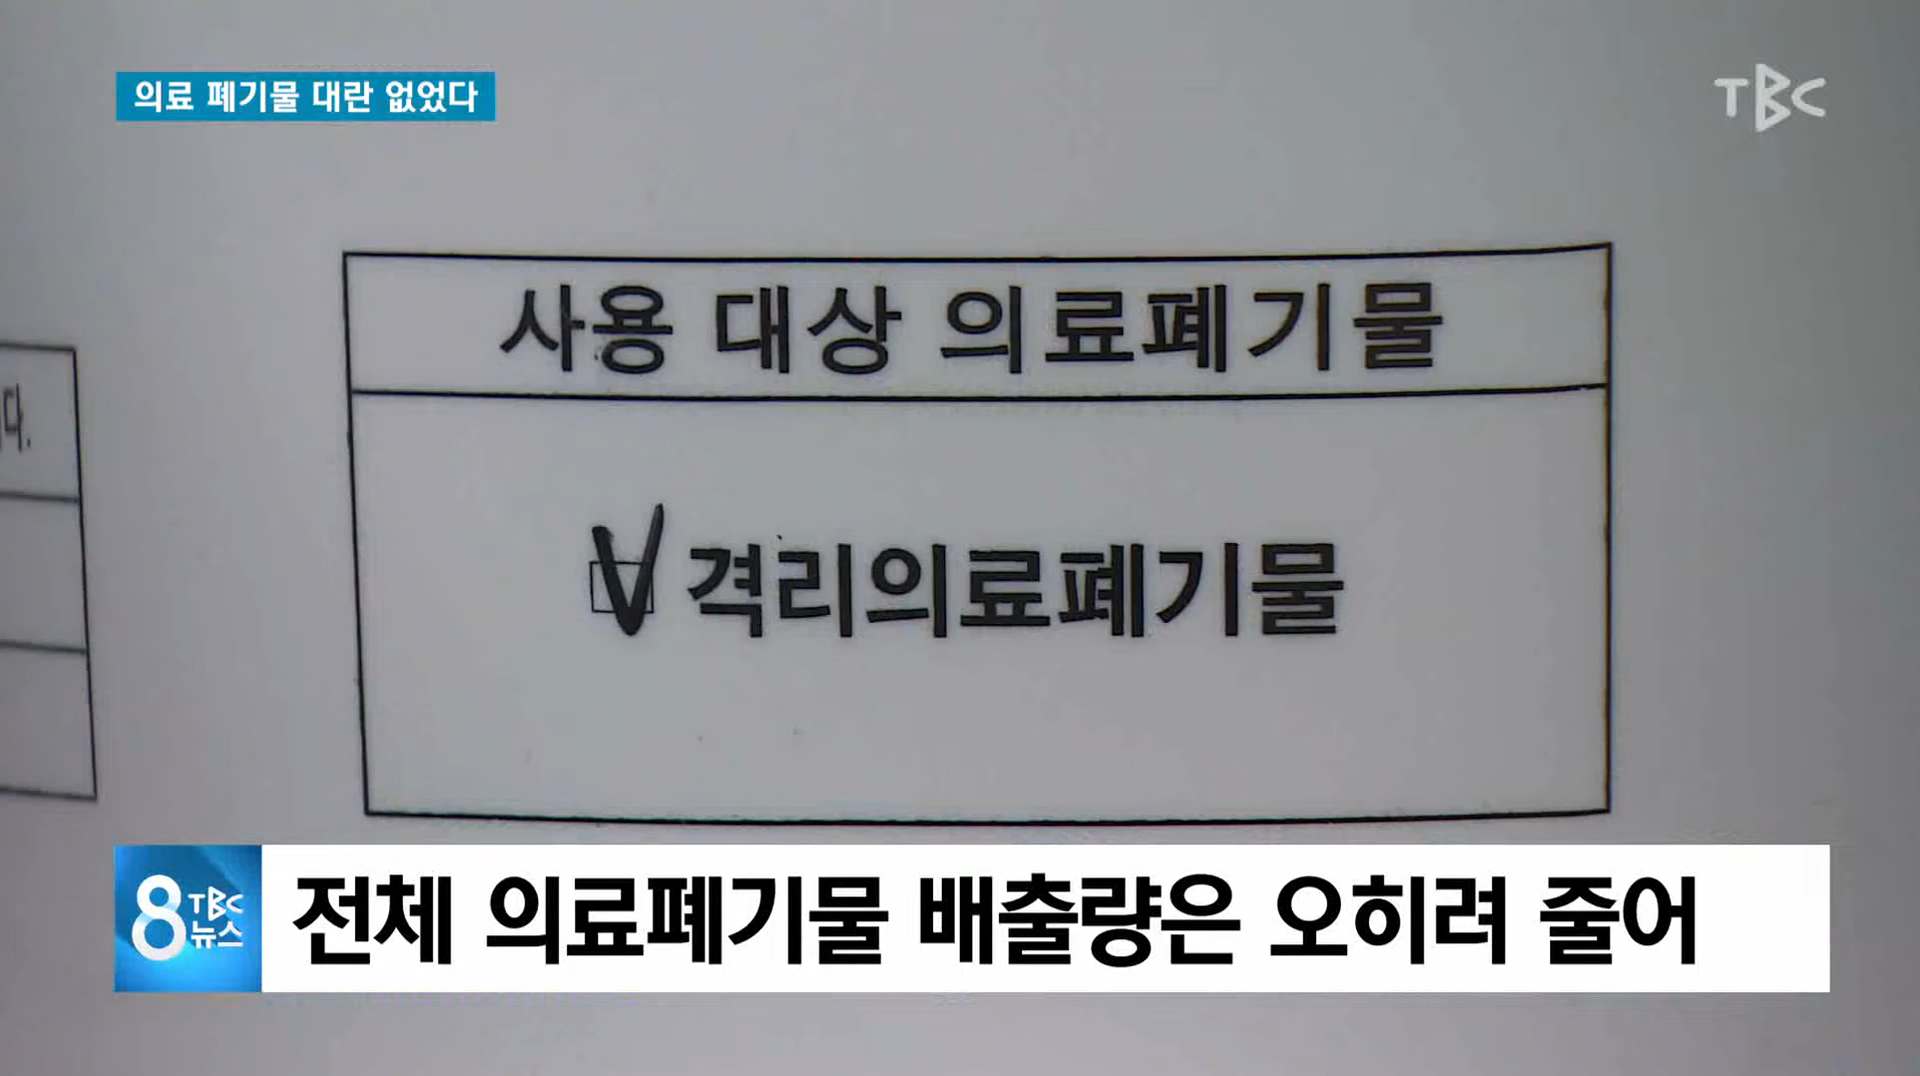 의료 폐기물 대란 없었다
TBC
사용 대상 의료폐기물
다.
격리의료폐기물
8 TBC 뉴스
전체 의료폐기물 배출량은 오히려 줄어